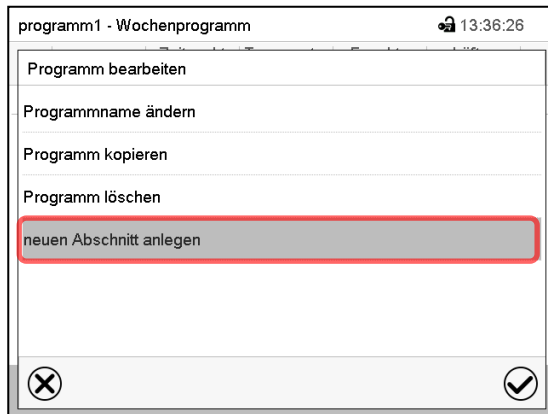 programm1 - Wochenprogramm 13:36:26
Programm bearbeiten
Programmname ändern
Programm kopieren
Programm löschen
neuen Abschnitt anlegen